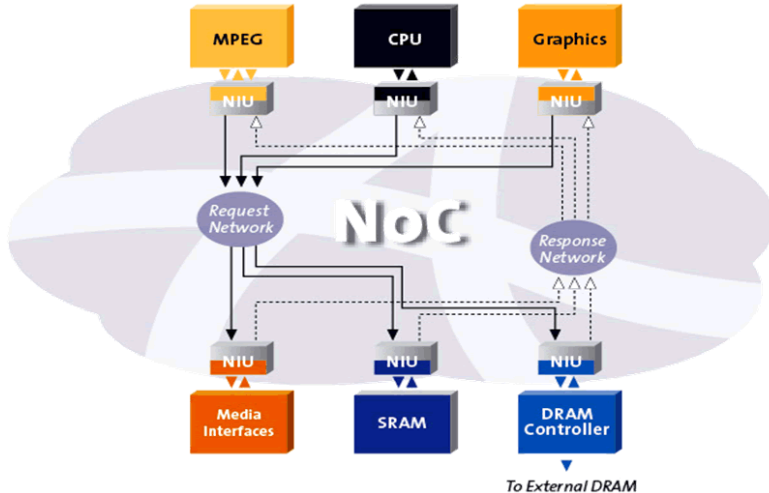 MPEG
CPU
Graphics
NIU
NIU
NIU
Request
Network
NoC
Response
Network
NIU
NIU
NIU
Media
Interfaces
SRAM
DRAM
Controller
To External DRAM